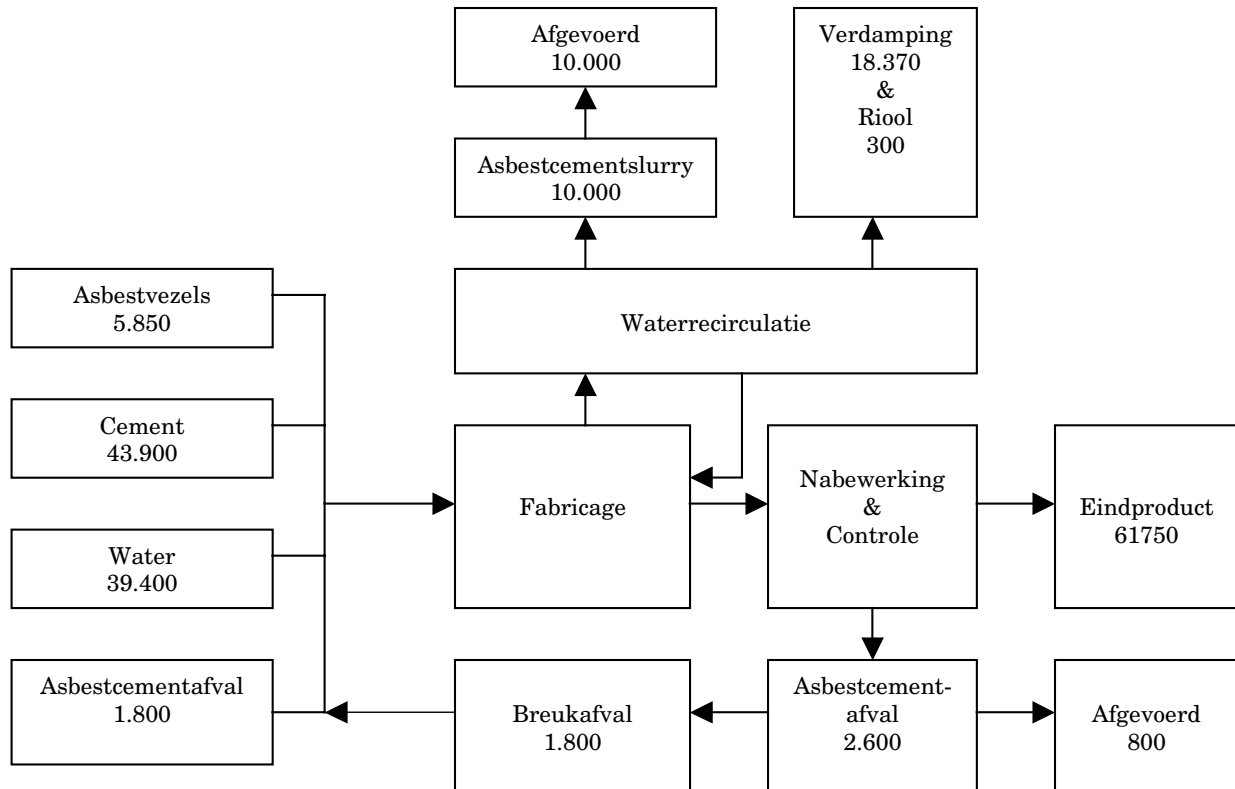 Afgevoerd
10.000
Verdamping
18.370
&
Riool
300
Asbestcementslurry
10.000
Asbestvezels
5.850
Waterrecirculatie
Cement
43.900
Fabricage
Nabewerking
&
Controle
Eindproduct
61750
Water
39.400
Asbestcementafval
1.800
Breukafval
1.800
Asbestcement-
afval
2.600
Afgevoerd
800